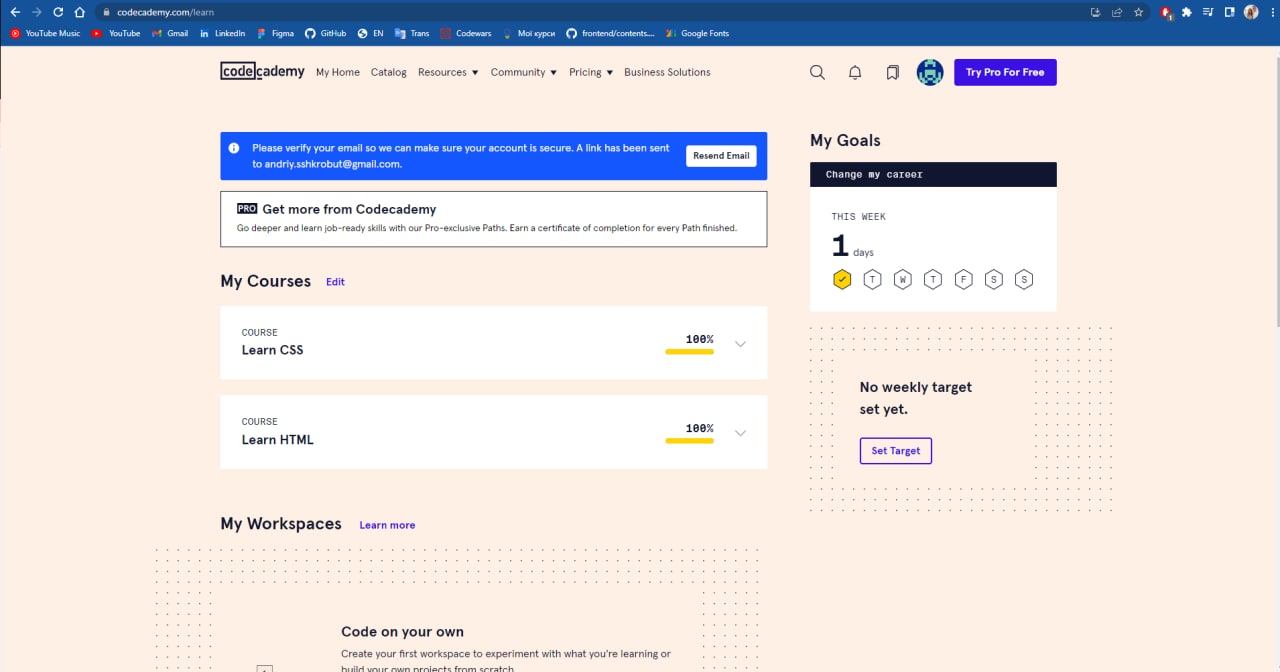 codecademy.com/learn
YouTube Music YouTube Gmail LinkedIn Figma GitHub EN Trans Codewars Мої курси frontend/contents.... Google Fonts
codecademy My Home Catalog Resources Community Pricing Business Solutions Try Pro For Free
Please verify your email so we can make sure your account is secure. A link has been sent
to andriy.sshkrobut@gmail.com.
Resend Email
PRO Get more from Codecademy
Go deeper and learn job-ready skills with our Pro-exclusive Paths. Earn a certificate of completion for every Path finished.
My Courses Edit
COURSE
Learn CSS
100%
COURSE
Learn HTML
100%
My Workspaces Learn more
Code on your own
Create your first workspace to experiment with what you're learning or
build your own projects from scratch
My Goals
Change my career
THIS WEEK
1 days
T W T F S S
No weekly target
set yet.
Set Target